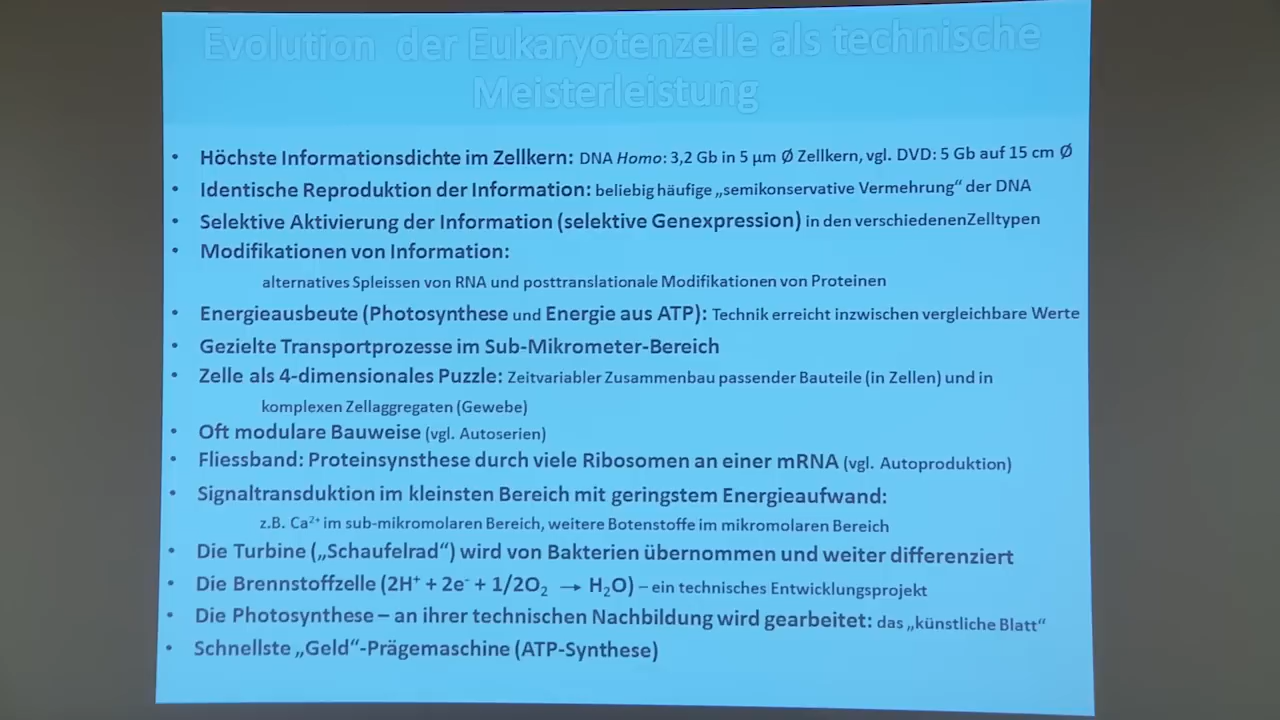 Evolution der Eukaryotenzelle als technische
Meisterleistung
• Höchste Informationsdichte im Zellkern: DNA Homo: 3,2 Gb in 5 µm Ø Zellkern, vgl. DVD: 5 Gb auf 15 cm Ø
• Identische Reproduktion der Information: beliebig häufige „semikonservative Vermehrung“ der DNA
• Selektive Aktivierung der Information (selektive Genexpression) in den verschiedenenZelltypen
• Modifikationen von Information:
alternatives Spleissen von RNA und posttranslationale Modifikationen von Proteinen
• Energieausbeute (Photosynthese und Energie aus ATP): Technik erreicht inzwischen vergleichbare Werte
• Gezielte Transportprozesse im Sub-Mikrometer-Bereich
• Zelle als 4-dimensionales Puzzle: Zeitvariabler Zusammenbau passender Bauteile (in Zellen) und in
komplexen Zellaggregaten (Gewebe)
• Oft modulare Bauweise (vgl. Autoserien)
• Fliessband: Proteinsynsthese durch viele Ribosomen an einer mRNA (vgl. Autoproduktion)
• Signaltransduktion im kleinsten Bereich mit geringstem Energieaufwand:
z.B. Ca²⁺ im sub-mikromolaren Bereich, weitere Botenstoffe im mikromolaren Bereich
• Die Turbine („Schaufelrad“) wird von Bakterien übernommen und weiter differenziert
• Die Brennstoffzelle (2H⁺ + 2e⁻ + 1/2O₂ → H₂O) – ein technisches Entwicklungsprojekt
• Die Photosynthese – an ihrer technischen Nachbildung wird gearbeitet: das „künstliche Blatt“
• Schnellste „Geld“-Prägemaschine (ATP-Synthese)